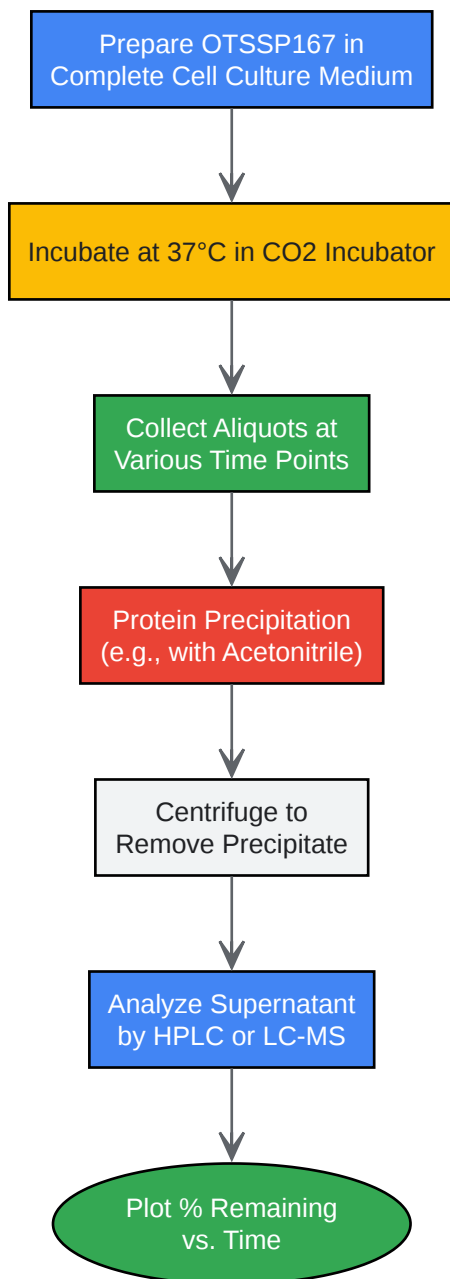 Prepare OTSSP167 in
Complete Cell Culture Medium
Incubate at 37°C in CO2 Incubator
Collect Aliquots at
Various Time Points
Protein Precipitation
(e.g., with Acetonitrile)
Centrifuge to
Remove Precipitate
Analyze Supernatant
by HPLC or LC-MS
Plot % Remaining
vs. Time